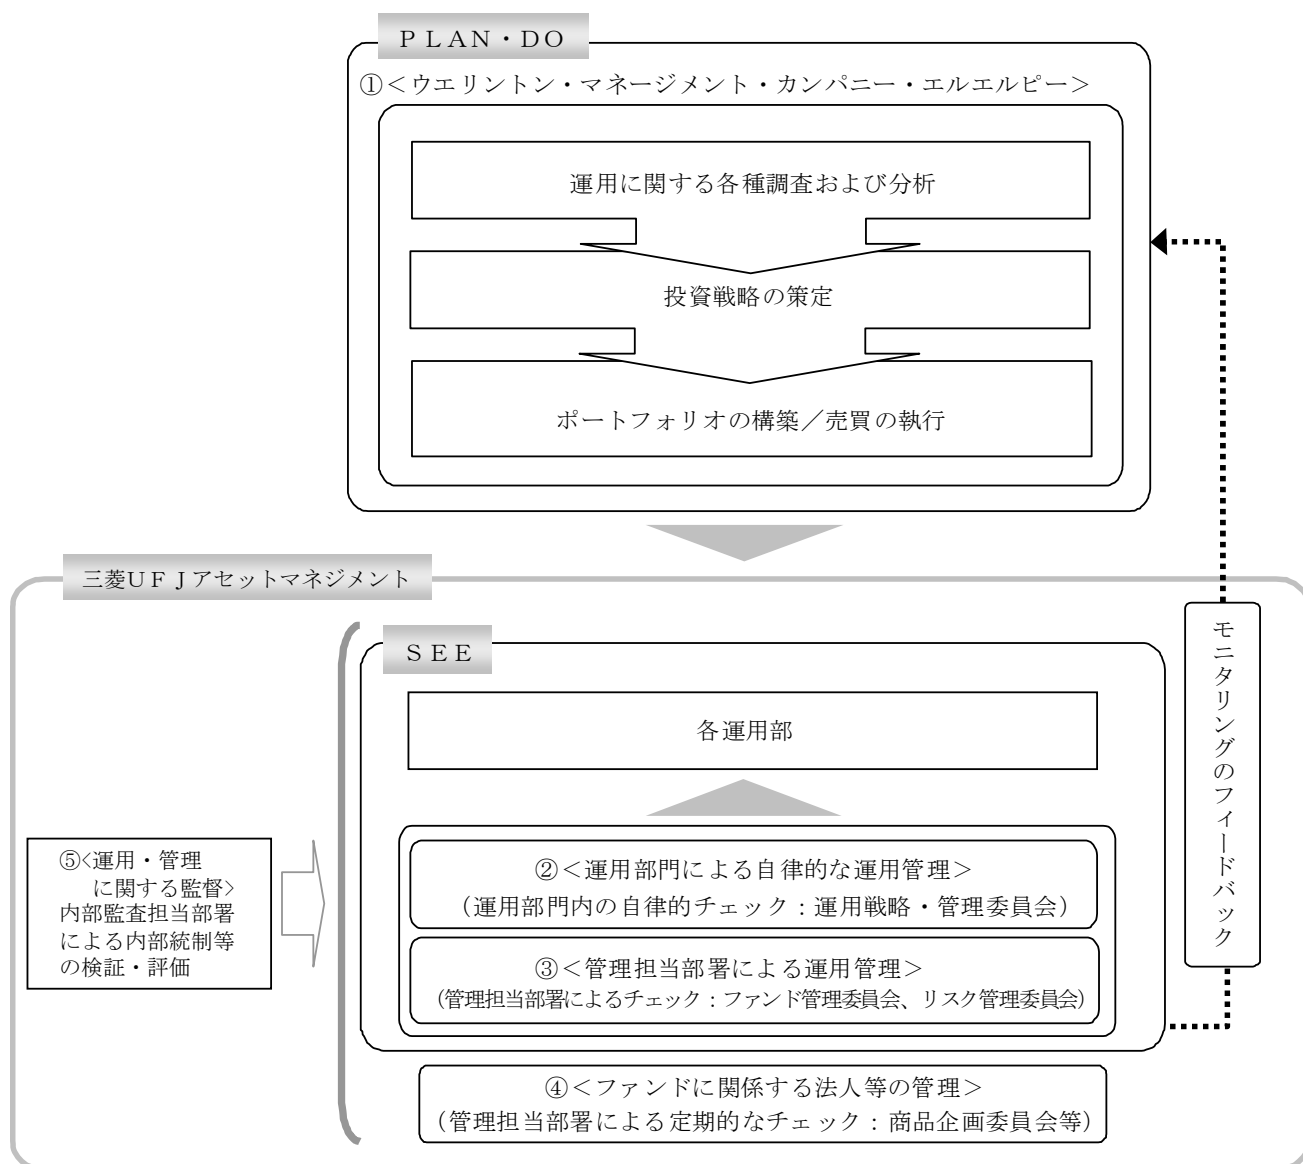 ＰＬＡＮ・ＤＯ
①＜ウエリントン・マネージメント・カンパニー・エルエルピー＞
運用に関する各種調査および分析
投資戦略の策定
ポートフォリオの構築／売買の執行
三菱ＵＦＪアセットマネジメント
ＳＥＥ
各運用部
②＜運用部門による自律的な運用管理＞
（運用部門内の自律的チェック：運用戦略・管理委員会）
③＜管理担当部署による運用管理＞
（管理担当部署によるチェック：ファンド管理委員会、リスク管理委員会）
④＜ファンドに関係する法人等の管理＞
（管理担当部署による定期的なチェック：商品企画委員会等）
⑤<運用・管理
に関する監督>
内部監査担当部署
による内部統制等
の検証・評価
モニタリングのフィードバック